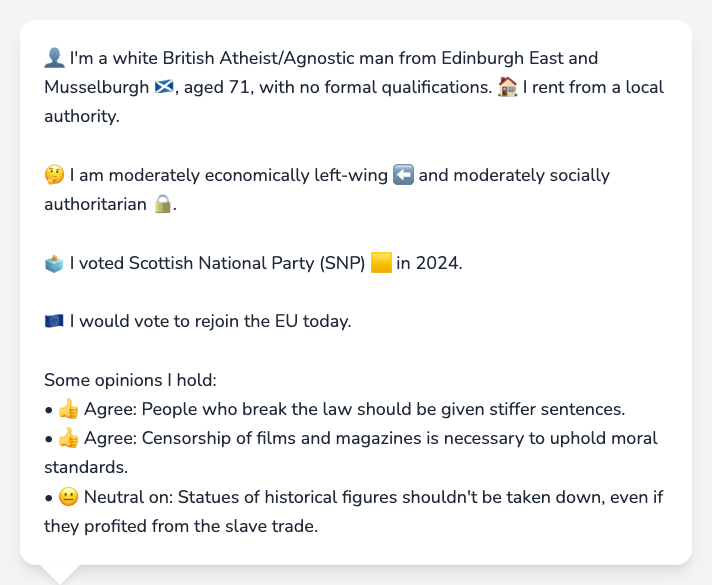 👤 I'm a white British Atheist/Agnostic man from Edinburgh East and
Musselburgh 🏴󠁧󠁢󠁳󠁣󠁴󠁿, aged 71, with no formal qualifications. 🏠 I rent from a local
authority.
🤔 I am moderately economically left-wing ⬅️ and moderately socially
authoritarian 🔒.
🗳️ I voted Scottish National Party (SNP) 🟨 in 2024.
🇪🇺 I would vote to rejoin the EU today.
Some opinions I hold:
• 👍 Agree: People who break the law should be given stiffer sentences.
• 👍 Agree: Censorship of films and magazines is necessary to uphold moral
standards.
• 😐 Neutral on: Statues of historical figures shouldn't be taken down, even if
they profited from the slave trade.